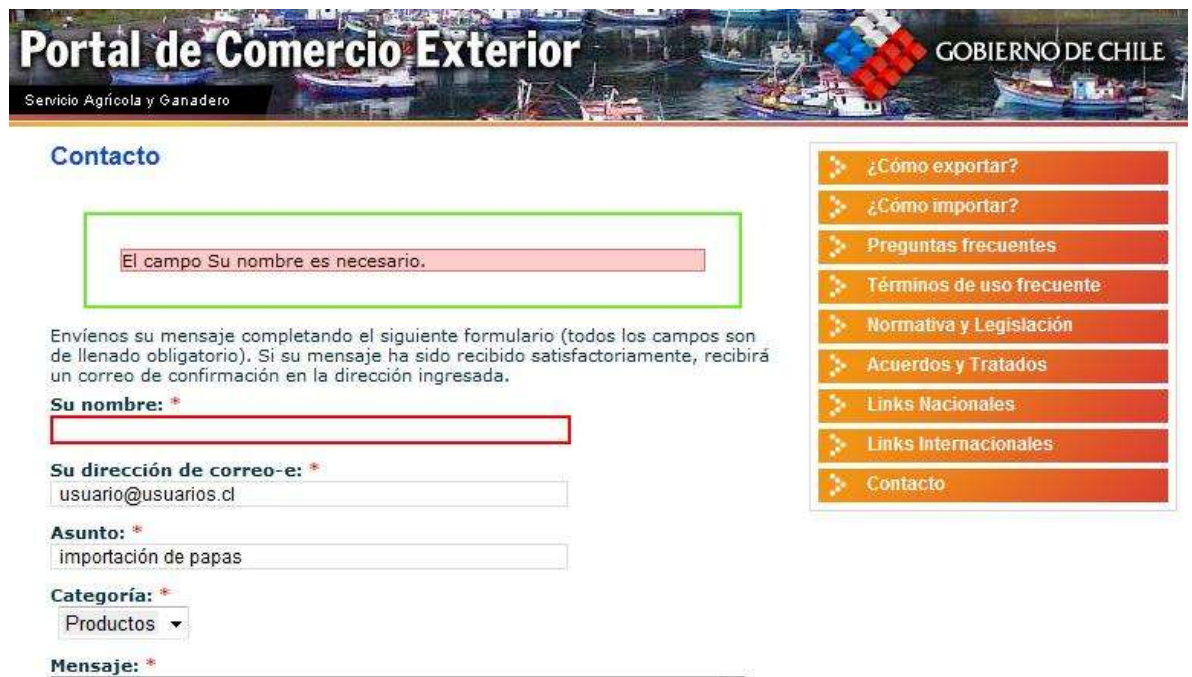 Portal de Comercio Exterior
GOBIERNO DE CHILE
Servicio Agrícola y Ganadero
Contacto
El campo Su nombre es necesario.
Envíenos su mensaje completando el siguiente formulario (todos los campos son
de llenado obligatorio). Si su mensaje ha sido recibido satisfactoriamente, recibirá
un correo de confirmación en la dirección ingresada.
Su nombre: *
Su dirección de correo-e: *
usuario@usuarios.cl
Asunto: *
importación de papas
Categoría: *
Productos
Mensaje: *
¿Cómo exportar?
¿Cómo importar?
Preguntas frecuentes
Términos de uso frecuente
Normativa y Legislación
Acuerdos y Tratados
Links Nacionales
Links Internacionales
Contacto